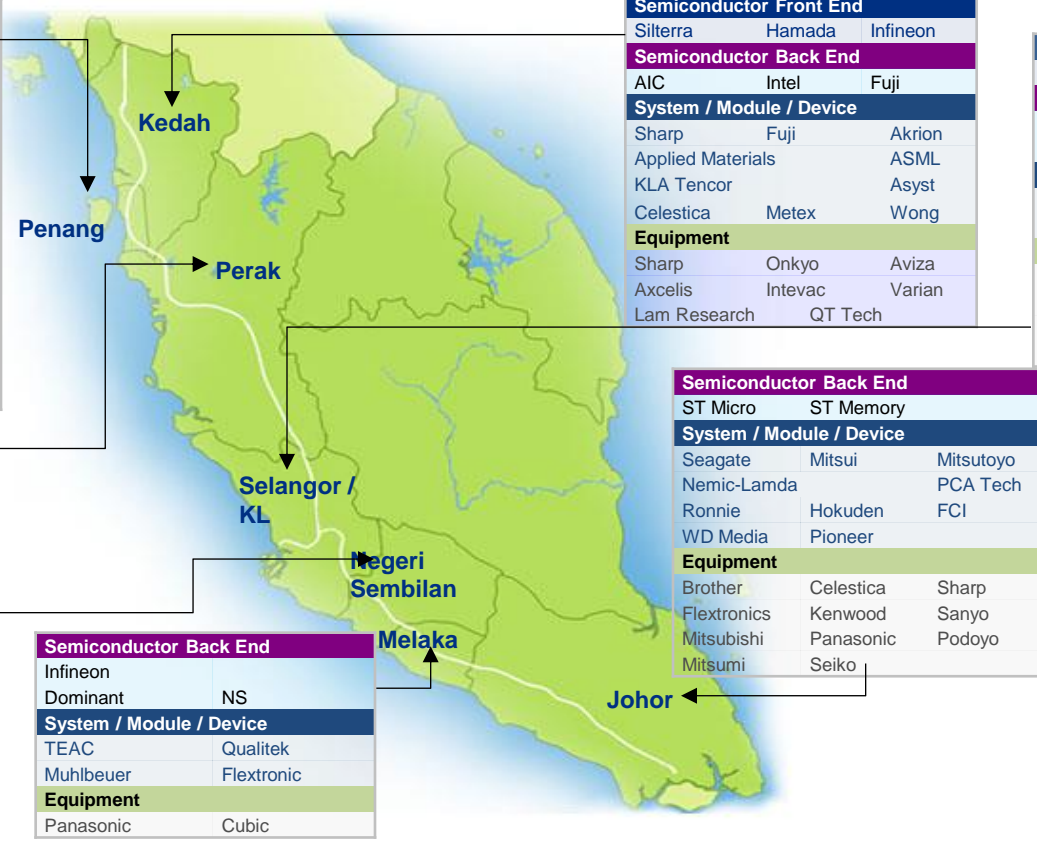 Semiconductor Front End
Silterra Hamada Infineon
Semiconductor Back End
AIC Intel Fuji
System / Module / Device
Sharp Fuji Akrion
Applied Materials ASML
KLA Tencor Asyst
Celestica Metex Wong
Equipment
Sharp Onkyo Aviza
Axcelis Intevac Varian
Lam Research QT Tech
Kedah
Penang
Perak
Selangor /
KL
Negeri
Sembilan
Melaka
Johor
Semiconductor Back End
ST Micro ST Memory
System / Module / Device
Seagate Mitsui Mitsutoyo
Nemic-Lamda PCA Tech
Ronnie Hokuden FCI
WD Media Pioneer
Equipment
Brother Celestica Sharp
Flextronics Kenwood Sanyo
Mitsubishi Panasonic Podoyo
Mitsumi Seiko
Semiconductor Back End
Infineon
Dominant NS
System / Module / Device
TEAC Qualitek
Muhlbeuer Flextronic
Equipment
Panasonic Cubic